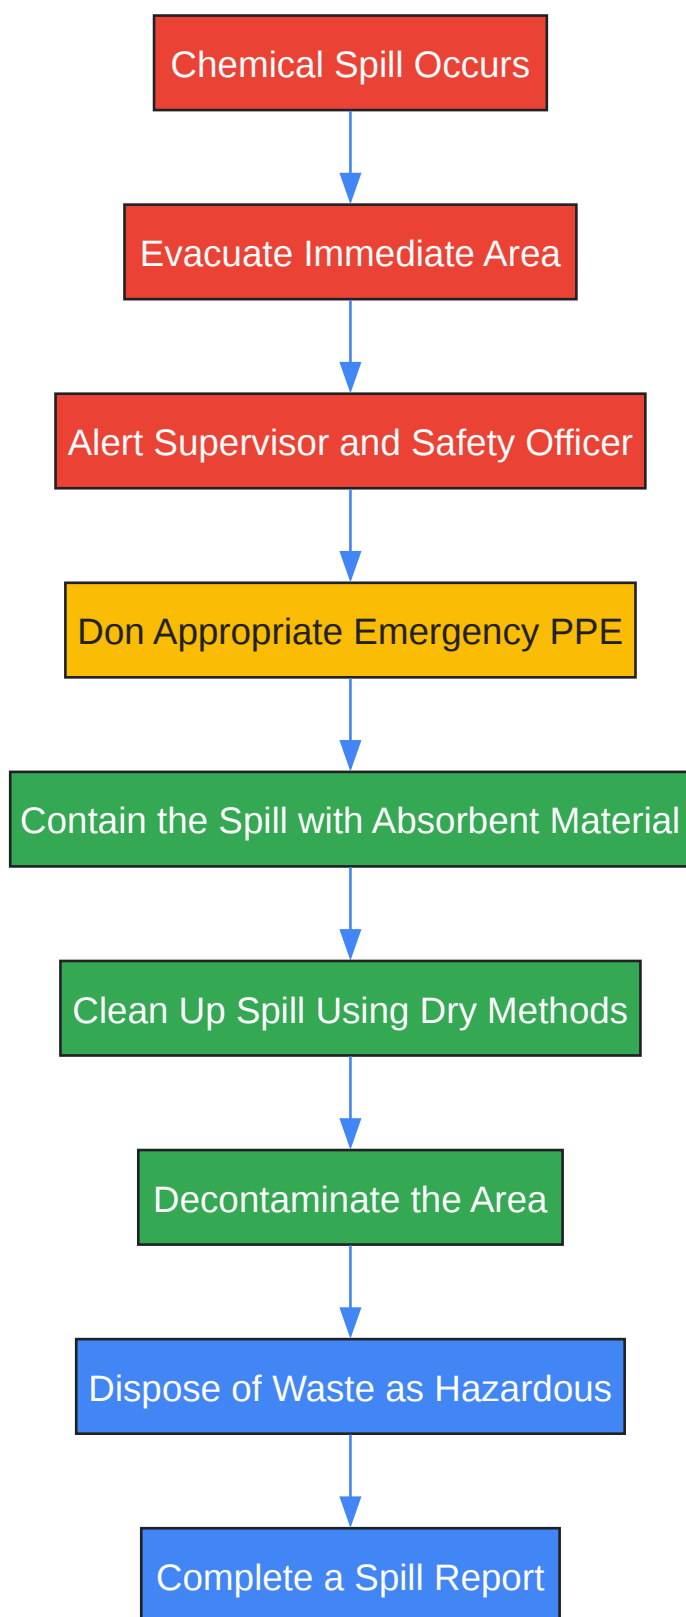 Chemical Spill Occurs
Evacuate Immediate Area
Alert Supervisor and Safety Officer
Don Appropriate Emergency PPE
Contain the Spill with Absorbent Material
Clean Up Spill Using Dry Methods
Decontaminate the Area
Dispose of Waste as Hazardous
Complete a Spill Report